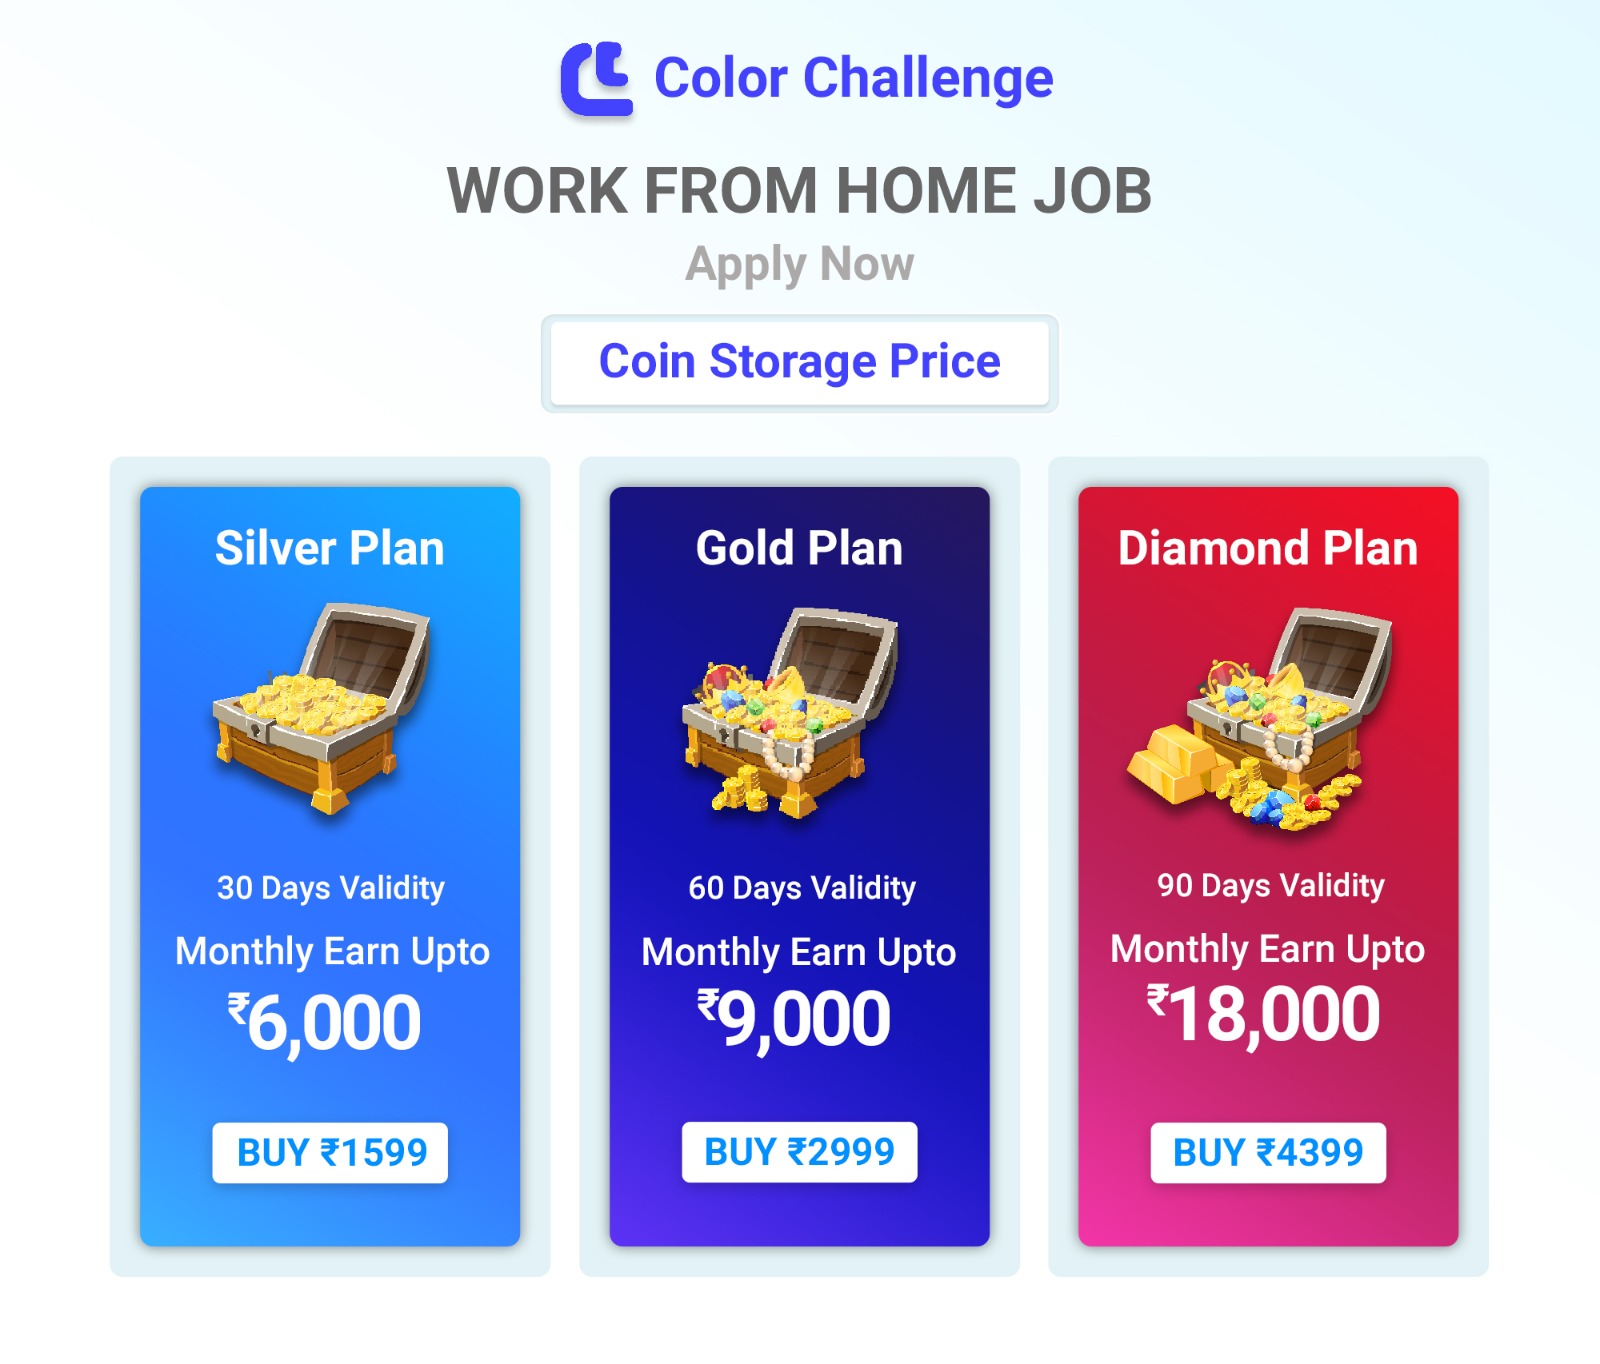 Color Challenge
WORK FROM HOME JOB
Apply Now
Coin Storage Price
Silver Plan
30 Days Validity
Monthly Earn Upto
₹6,000
BUY ₹1599
Gold Plan
60 Days Validity
Monthly Earn Upto
₹9,000
BUY ₹2999
Diamond Plan
90 Days Validity
Monthly Earn Upto
₹18,000
BUY ₹4399